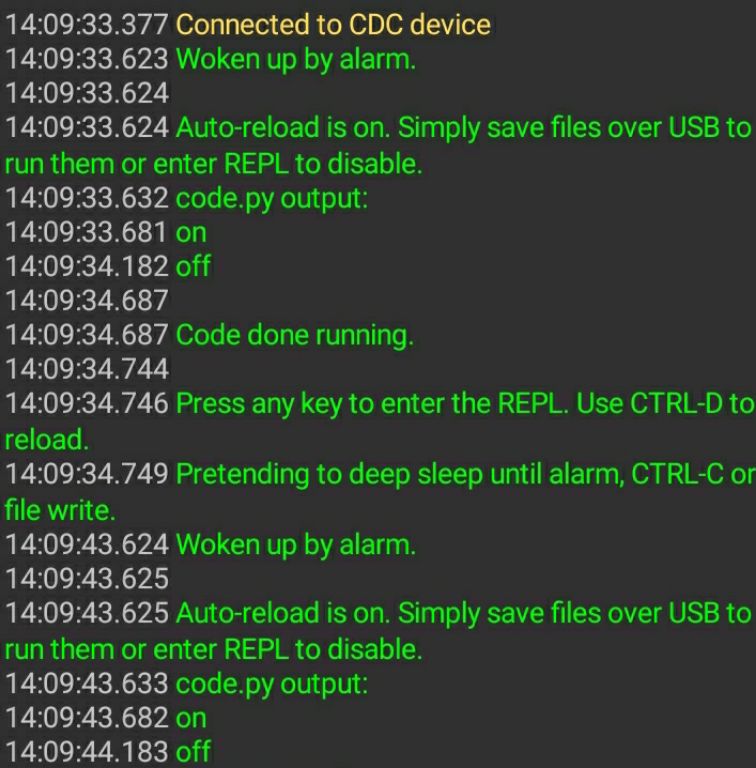 14:09:33.377 Connected to CDC device
14:09:33.623 Woken up by alarm.
14:09:33.624
14:09:33.624 Auto-reload is on. Simply save files over USB to
run them or enter REPL to disable.
14:09:33.632 code.py output:
14:09:33.681 on
14:09:34.182 off
14:09:34.687
14:09:34.687 Code done running.
14:09:34.744
14:09:34.746 Press any key to enter the REPL. Use CTRL-D to
reload.
14:09:34.749 Pretending to deep sleep until alarm, CTRL-C or
file write.
14:09:43.624 Woken up by alarm.
14:09:43.625
14:09:43.625 Auto-reload is on. Simply save files over USB to
run them or enter REPL to disable.
14:09:43.633 code.py output:
14:09:43.682 on
14:09:44.183 off